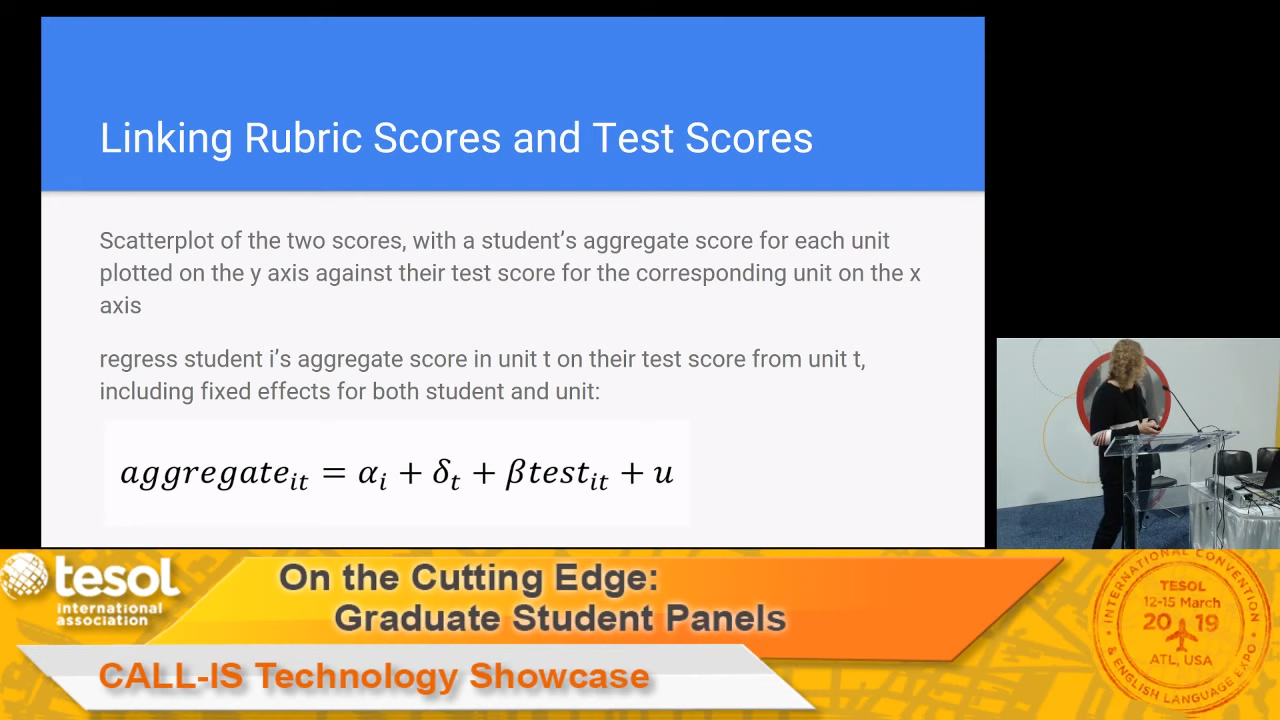 Linking Rubric Scores and Test Scores
Scatterplot of the two scores, with a student’s aggregate score for each unit
plotted on the y axis against their test score for the corresponding unit on the x
axis
regress student i’s aggregate score in unit t on their test score from unit t,
including fixed effects for both student and unit:
aggregate_{it} = α_i + δ_t + βtest_{it} + u
tesol
international
association
On the Cutting Edge:
Graduate Student Panels
CALL-IS Technology Showcase
INTERNATIONAL CONVENTION
TESOL
12-15 March
20 19
ATL, USA
& ENGLISH LANGUAGE EXPO